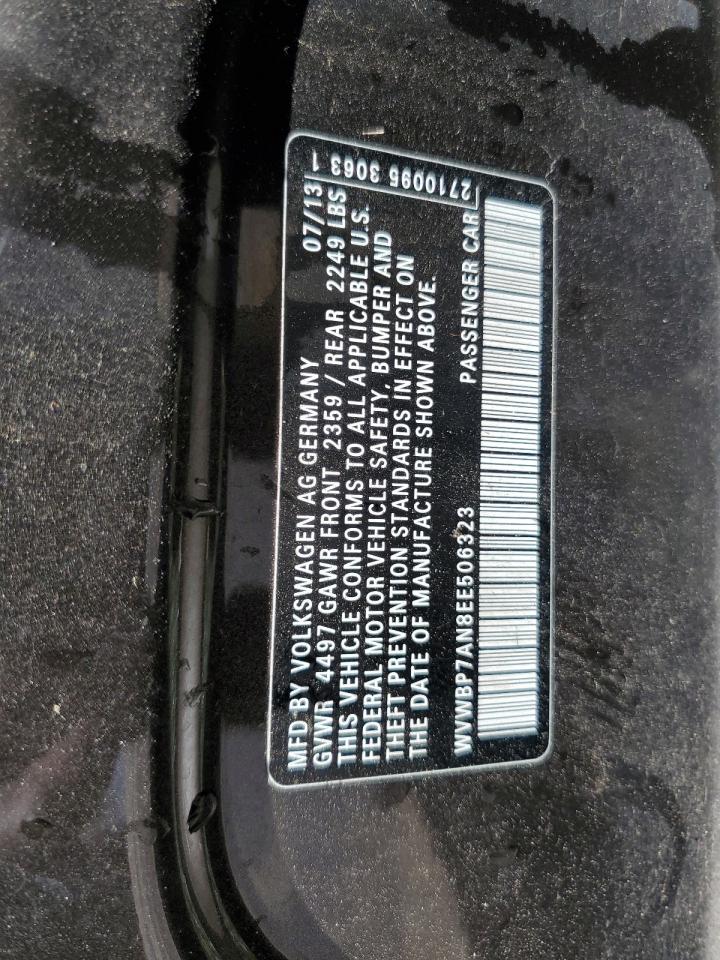 MFD BY VOLKSWAGEN AG GERMANY 07/13
GVWR 4497 GAWR FRONT 2359 / REAR 2249 LBS
THIS VEHICLE CONFORMS TO ALL APPLICABLE U.S.
FEDERAL MOTOR VEHICLE SAFETY, BUMPER AND
THEFT PREVENTION STANDARDS IN EFFECT ON
THE DATE OF MANUFACTURE SHOWN ABOVE.
WVWBP7AN8EE506323 PASSENGER CAR
2710095 3063 1